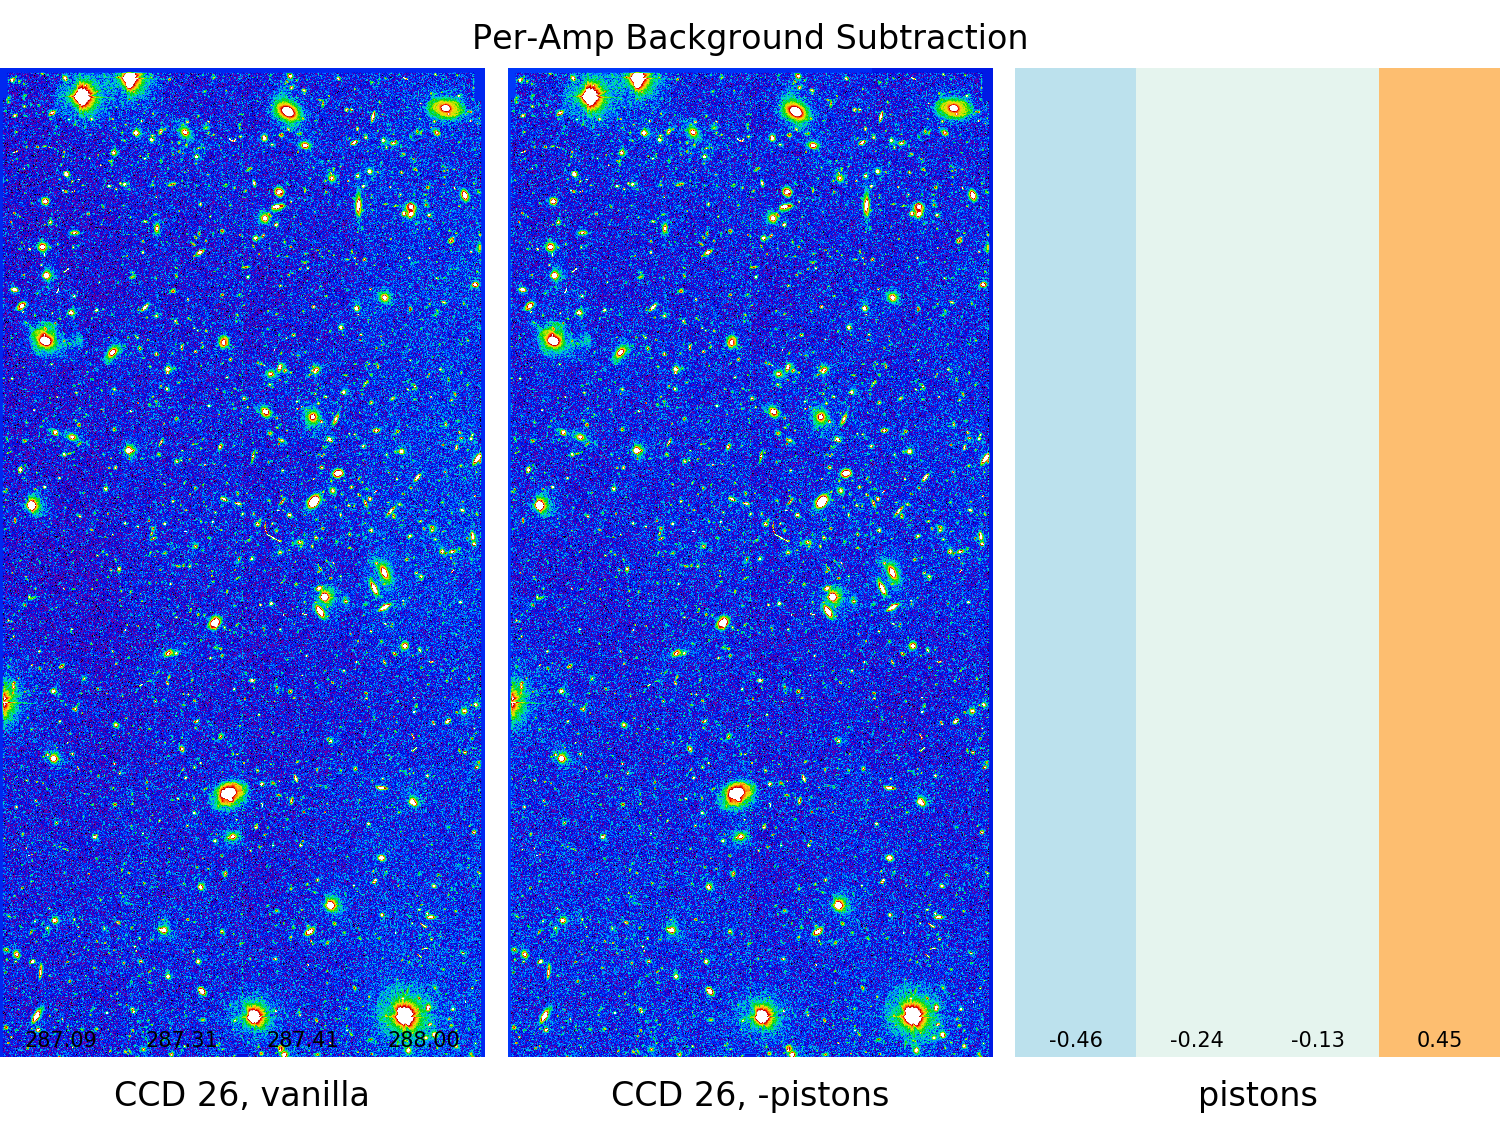 Per-Amp Background Subtraction
287.09 287.31 287.41 288.00
-0.46 -0.24 -0.13 0.45
CCD 26, vanilla
CCD 26, -pistons
pistons